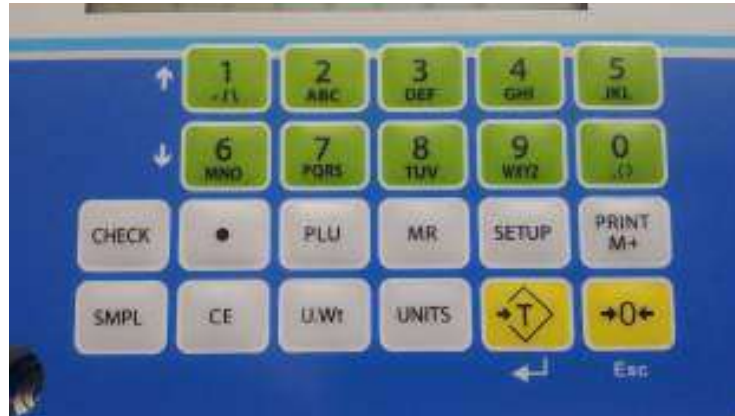 ↑ 1 2 3 4 5
-/\ ABC DEF GHI JKL
↓ 6 7 8 9 0
MNO PQRS TUV WXYZ .()
CHECK • PLU MR SETUP PRINT M+
SMPL CE U.Wt UNITS →T →0←
Esc